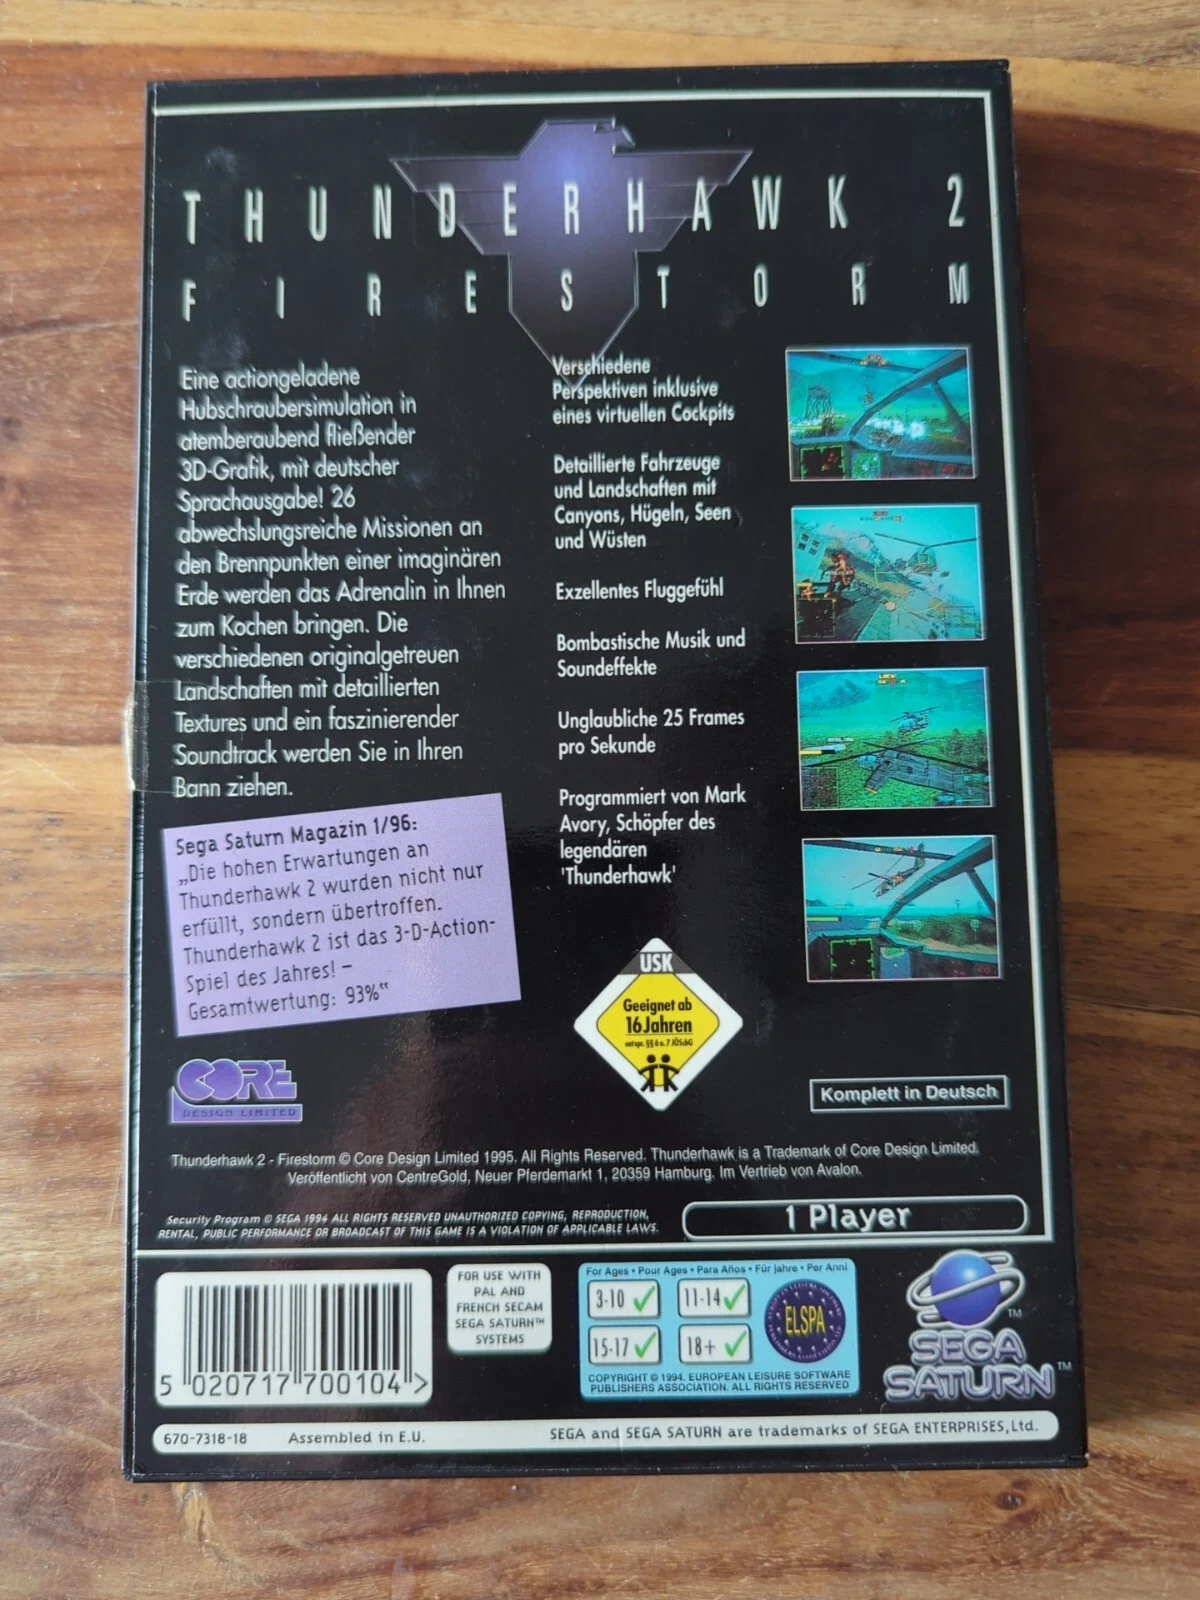 THUNDERHAWK 2
FIRESTORM
Eine actiongeladene
Hubschraubersimulation in
atemberaubend fließender
3D-Grafik, mit deutscher
Sprachausgabe! 26
abwechslungsreiche Missionen an
den Brennpunkten einer imaginären
Erde werden das Adrenalin in Ihnen
zum Kochen bringen. Die
verschiedenen originalgetreuen
Landschaften mit detaillierten
Textures und ein faszinierender
Soundtrack werden Sie in Ihren
Bann ziehen.
Verschiedene
Perspektiven inklusive
eines virtuellen Cockpits
Detaillierte Fahrzeuge
und Landschaften mit
Canyons, Hügeln, Seen
und Wüsten
Exzellentes Fluggefühl
Bombastische Musik und
Soundeffekte
Unglaubliche 25 Frames
pro Sekunde
Programmiert von Mark
Avory, Schöpfer des
legendären
'Thunderhawk'
Sega Saturn Magazin 1/96:
„Die hohen Erwartungen an
Thunderhawk 2 wurden nicht nur
erfüllt, sondern übertroffen.
Thunderhawk 2 ist das 3-D-Action-
Spiel des Jahres! –
Gesamtwertung: 93%“
USK
Geeignet ab
16 Jahren
entspr. §§ 6 u. 7 JÖSchG
CORE
DESIGN LIMITED
Komplett in Deutsch
Thunderhawk 2 - Firestorm © Core Design Limited 1995. All Rights Reserved. Thunderhawk is a Trademark of Core Design Limited.
Veröffentlicht von CentreGold, Neuer Pferdemarkt 1, 20359 Hamburg. Im Vertrieb von Avalon.
Security Program © SEGA 1994 ALL RIGHTS RESERVED UNAUTHORIZED COPYING, REPRODUCTION,
RENTAL, PUBLIC PERFORMANCE OR BROADCAST OF THIS GAME IS A VIOLATION OF APPLICABLE LAWS.
1 Player
5 020717 700104 >
FOR USE WITH
PAL AND
FRENCH SECAM
SEGA SATURN™
SYSTEMS
For Ages • Pour Ages • Para Años • Für Jahre • Per Anni
3-10 ✓ 11-14 ✓
15-17 ✓ 18+ ✓
ELSPA
COPYRIGHT © 1994. EUROPEAN LEISURE SOFTWARE
PUBLISHERS ASSOCIATION. ALL RIGHTS RESERVED
TM
SEGA
SATURN™
670-7318-18 Assembled in E.U. SEGA and SEGA SATURN are trademarks of SEGA ENTERPRISES, Ltd.